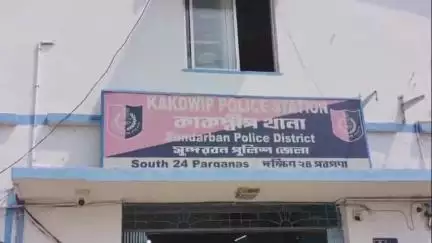 KAKDWIP POLICE STATION
কাকদ্বীপ থানা
Sundarban Police District
সুন্দরবন পুলিশ জেলা
South 24 Parganas দক্ষিণ ২৪ পরগণা